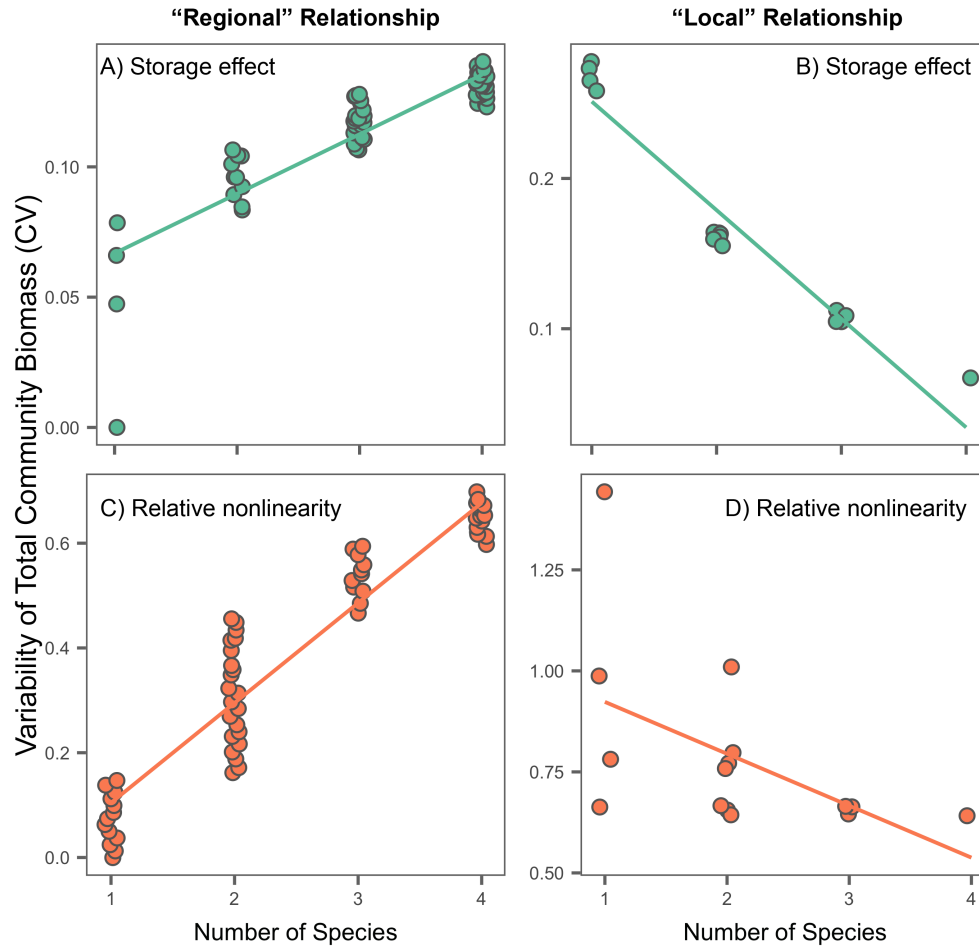 “Regional” Relationship
“Local” Relationship
Variability of Total Community Biomass (CV)
A) Storage effect
0.10
0.05
0.00
B) Storage effect
0.2
0.1
C) Relative nonlinearity
0.6
0.4
0.2
0.0
D) Relative nonlinearity
1.25
1.00
0.75
0.50
1 2 3 4
1 2 3 4
Number of Species
Number of Species